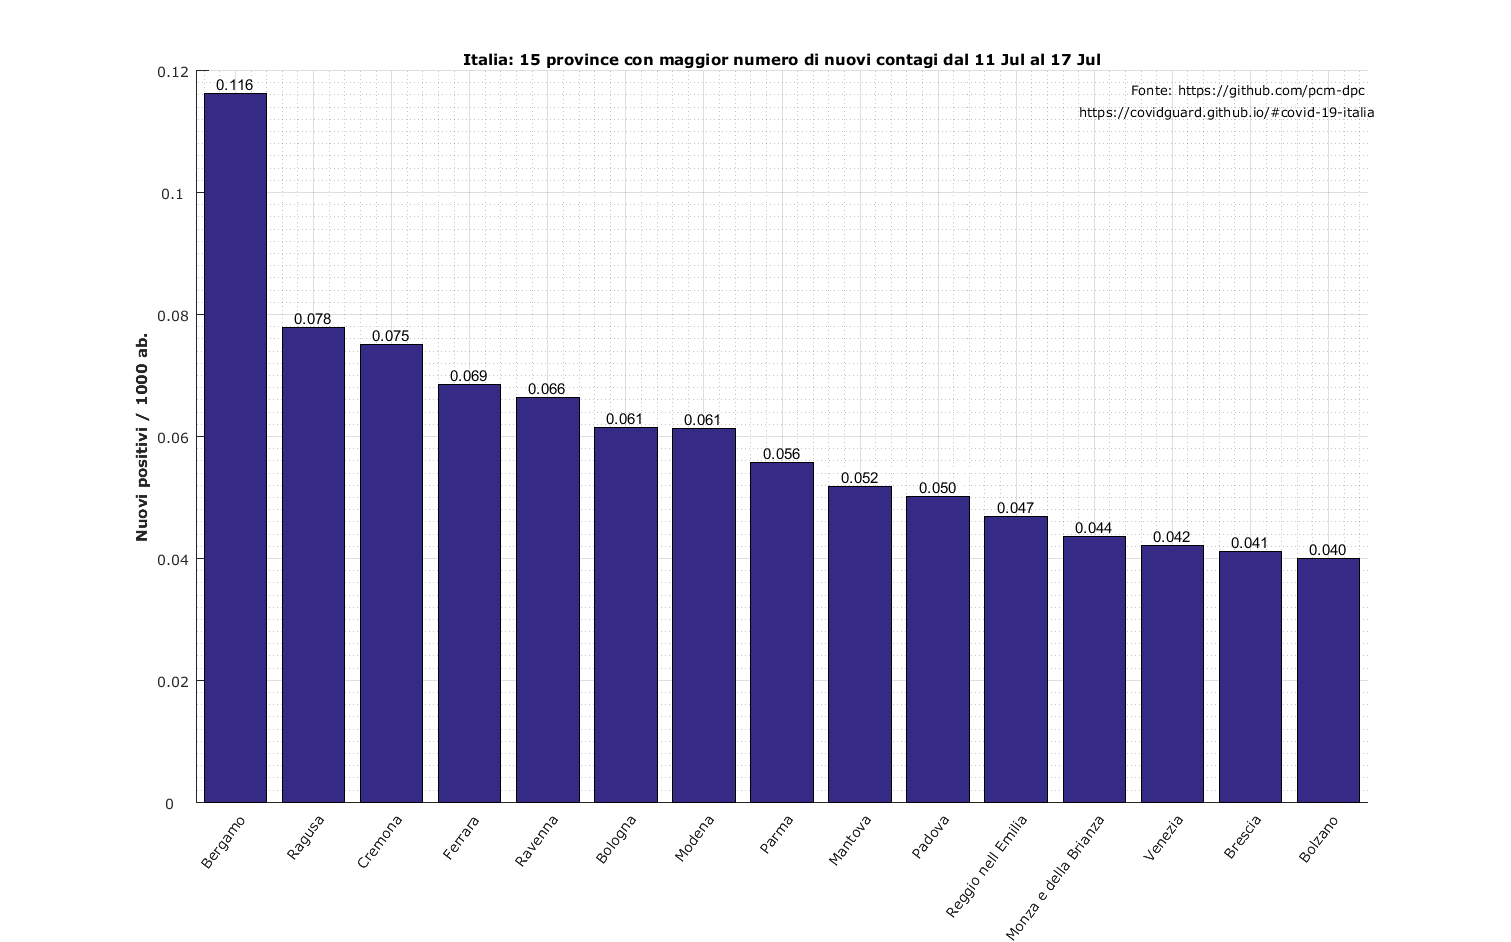 Italia: 15 province con maggior numero di nuovi contagi dal 11 Jul al 17 Jul
Fonte: https://github.com/pcm-dpc
https://covidguard.github.io/#covid-19-italia
Nuovi positivi / 1000 ab.
0.12
0.1
0.08
0.06
0.04
0.02
0
0.116
0.078
0.075
0.069
0.066
0.061
0.061
0.056
0.052
0.050
0.047
0.044
0.042
0.041
0.040
Bergamo
Ragusa
Cremona
Ferrara
Ravenna
Bologna
Modena
Parma
Mantova
Padova
Reggio nell Emilia
Monza e della Brianza
Venezia
Brescia
Bolzano